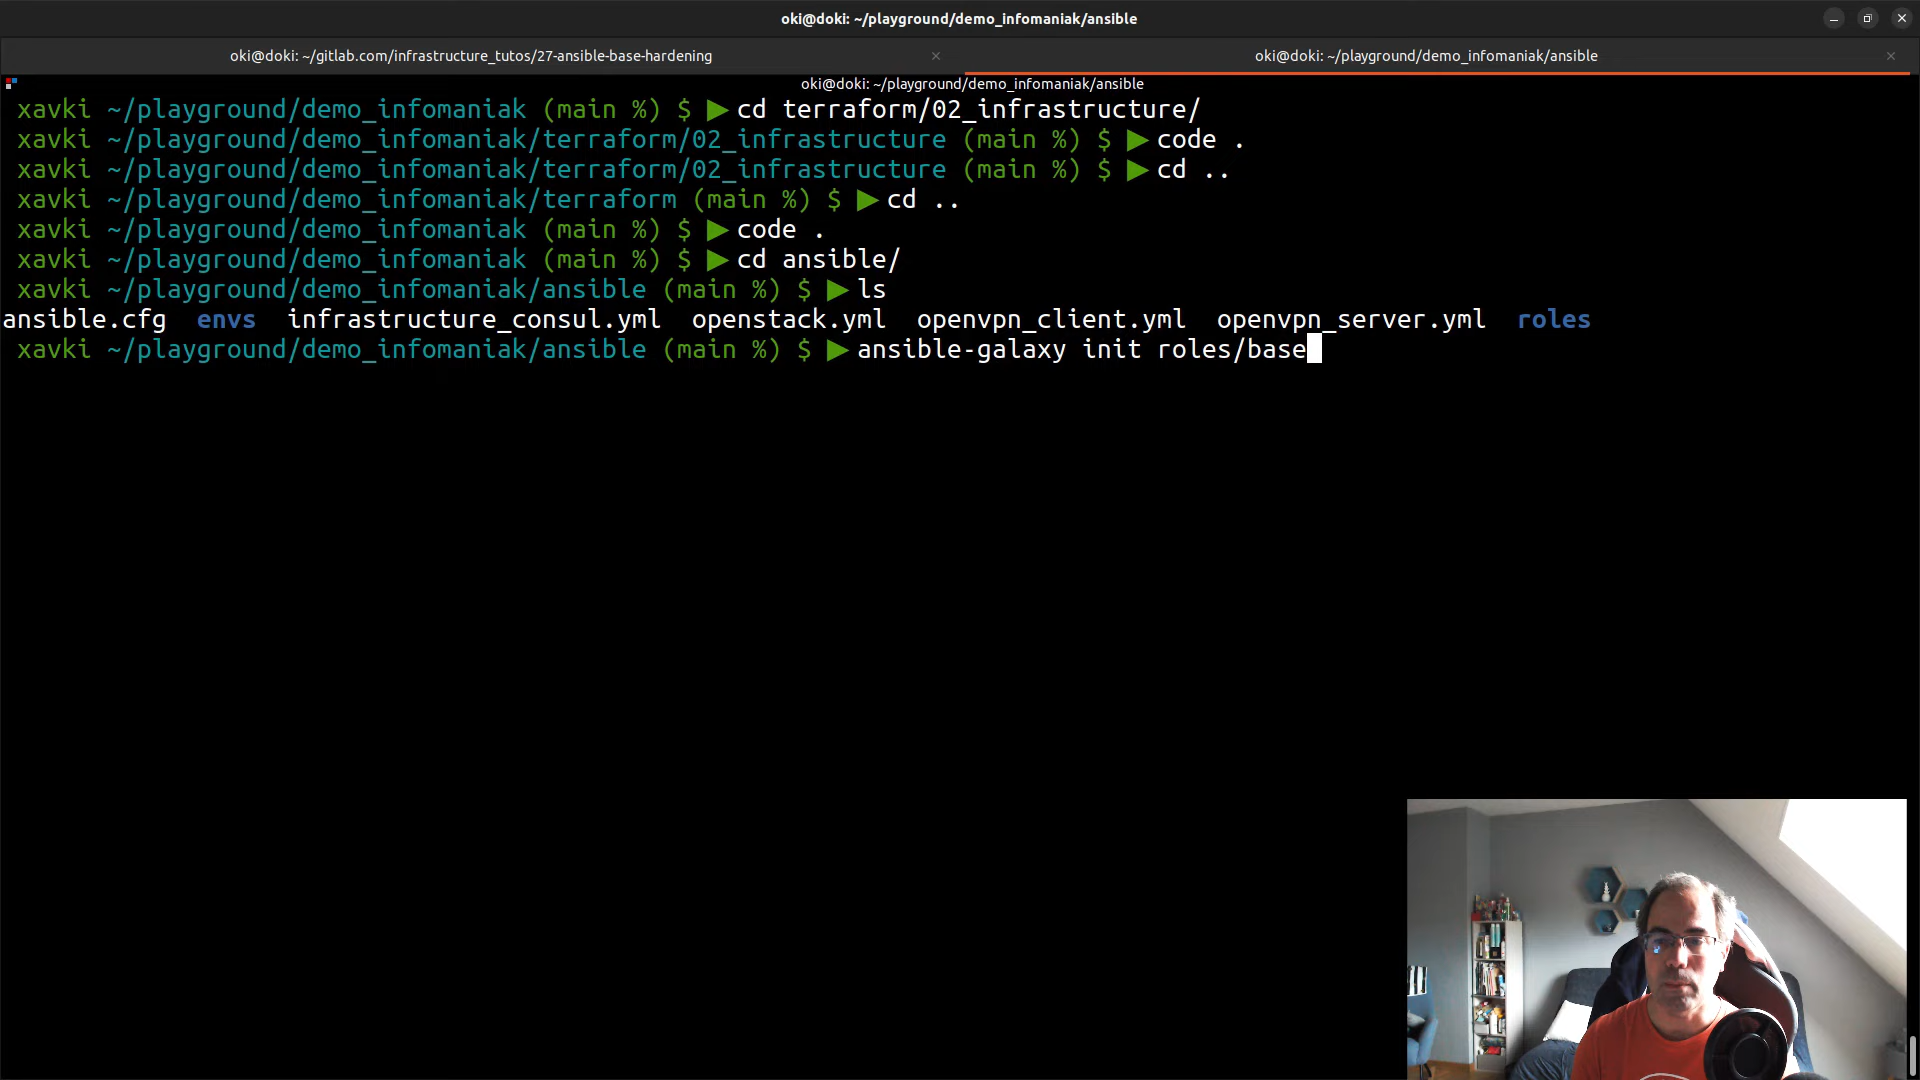 oki@doki: ~/playground/demo_infomaniak/ansible
oki@doki: ~/gitlab.com/infrastructure_tutos/27-ansible-base-hardening × oki@doki: ~/playground/demo_infomaniak/ansible ×
oki@doki: ~/playground/demo_infomaniak/ansible
xavki ~/playground/demo_infomaniak (main %) $ ▶cd terraform/02_infrastructure/
xavki ~/playground/demo_infomaniak/terraform/02_infrastructure (main %) $ ▶code .
xavki ~/playground/demo_infomaniak/terraform/02_infrastructure (main %) $ ▶cd ..
xavki ~/playground/demo_infomaniak/terraform (main %) $ ▶cd ..
xavki ~/playground/demo_infomaniak (main %) $ ▶code .
xavki ~/playground/demo_infomaniak (main %) $ ▶cd ansible/
xavki ~/playground/demo_infomaniak/ansible (main %) $ ▶ls
ansible.cfg envs infrastructure_consul.yml openstack.yml openvpn_client.yml openvpn_server.yml roles
xavki ~/playground/demo_infomaniak/ansible (main %) $ ▶ansible-galaxy init roles/base